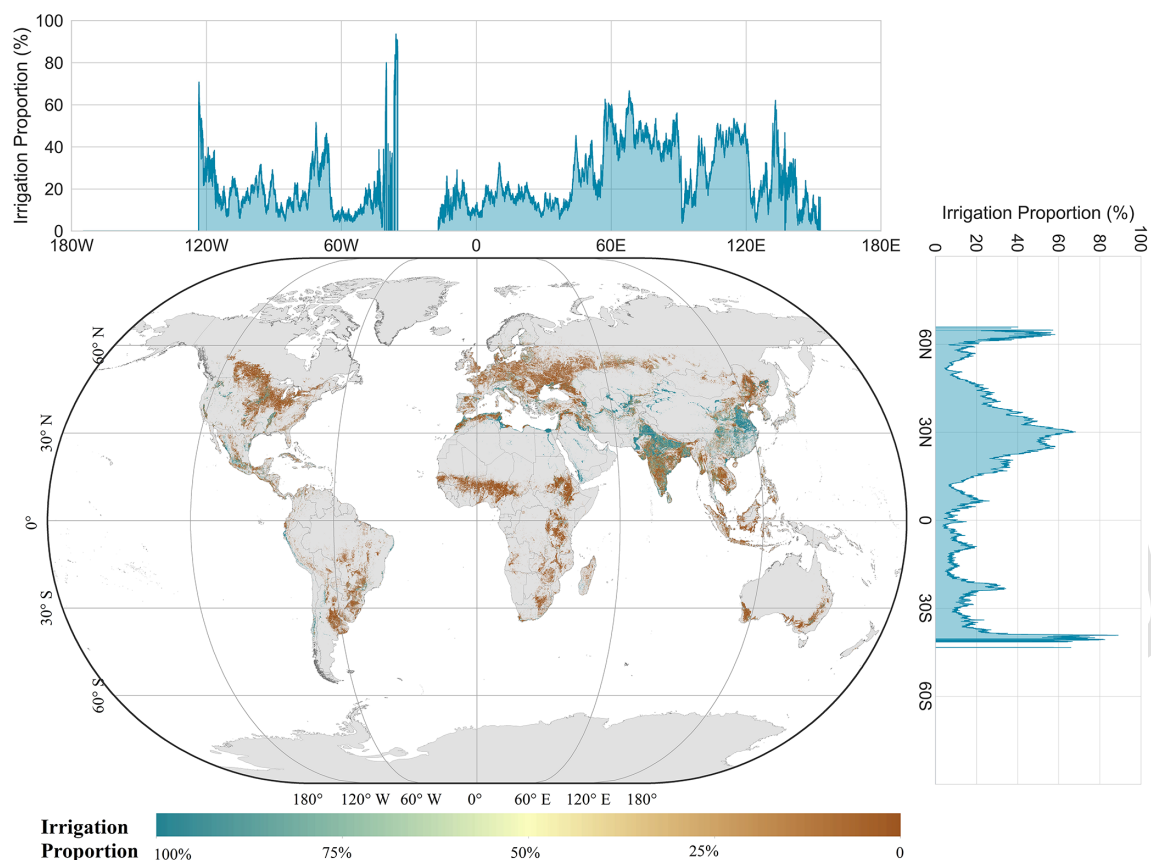 Irrigation Proportion (%)
100
80
60
40
20
0
180W 120W 60W 0 60E 120E 180E
Irrigation Proportion (%)
0 20 40 60 80 100
60N
30N
0
30S
60S
60° N
30° N
0°
30° S
60° S
180° 120° W 60° W 0° 60° E 120° E 180°
Irrigation
Proportion
100% 75% 50% 25% 0